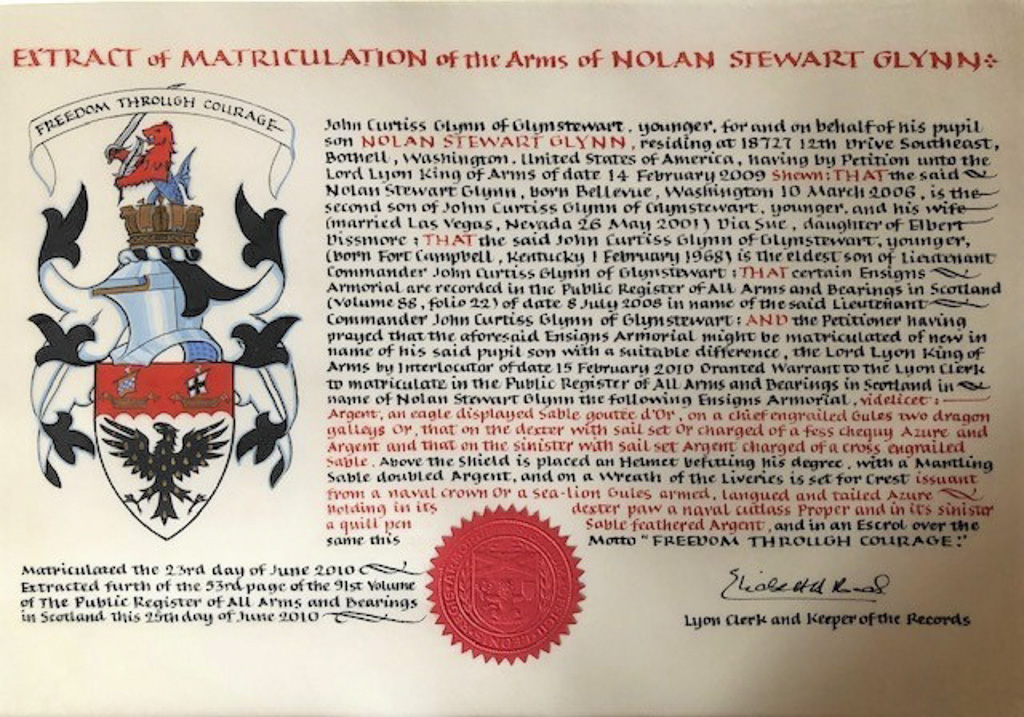 EXTRACT of MATRICULATION of the Arms of NOLAN STEWART GLYNN
FREEDOM THROUGH COURAGE
John Curtiss Glynn of Glynstewart, younger, for and on behalf of his pupil
son NOLAN STEWART GLYNN, residing at 18727 12th Drive Southeast,
Bothell, Washington, United States of America, having by Petition unto the
Lord Lyon King of Arms of date 14 February 2009 Shewn: THAT the said
Nolan Stewart Glynn, born Bellevue, Washington 10 March 2006, is the
second son of John Curtiss Glynn of Glynstewart, younger, and his wife
(married Las Vegas, Nevada 26 May 2001) Dia Sue, daughter of Elbert
Dissmore: THAT the said John Curtiss Glynn of Glynstewart, younger,
(born Fort Campbell, Kentucky 1 February 1968) is the eldest son of Lieutenant
Commander John Curtiss Glynn of Glynstewart: THAT certain Ensigns
Armorial are recorded in the Public Register of All Arms and Bearings in Scotland
(Volume 88, folio 22) of date 8 July 2008 in name of the said Lieutenant
Commander John Curtiss Glynn of Glynstewart: AND the Petitioner having
prayed that the aforesaid Ensigns Armorial might be matriculated of new in
name of his said pupil son with a suitable difference, the Lord Lyon King of
Arms by Interlocutor of date 15 February 2010 Granted Warrant to the Lyon Clerk
to matriculate in the Public Register of All Arms and Bearings in Scotland in
name of Nolan Stewart Glynn the following Ensigns Armorial, videlicet:
Argent, an eagle displayed Sable goutée d'Or, on a chief engrailed Gules two dragon
galleys Or, that on the dexter with sail set Or charged of a fess chequy Azure and
Argent and that on the sinister with sail set Argent charged of a cross engrailed
Sable. Above the Shield is placed an Helmet befitting his degree, with a Mantling
Sable doubled Argent, and on a Wreath of the Liveries is set for Crest issuant
from a naval crown Or a sea-lion Gules armed, langued and tailed Azure
holding in its dexter paw a naval cutlass Proper and in its sinister
a quill pen Sable feathered Argent, and in an Escrol over the
same this Motto "FREEDOM THROUGH COURAGE."
Matriculated the 23rd day of June 2010
Extracted furth of the 53rd page of the 91st Volume
of The Public Register of All Arms and Bearings
in Scotland this 25th day of June 2010
Lyon Clerk and Keeper of the Records